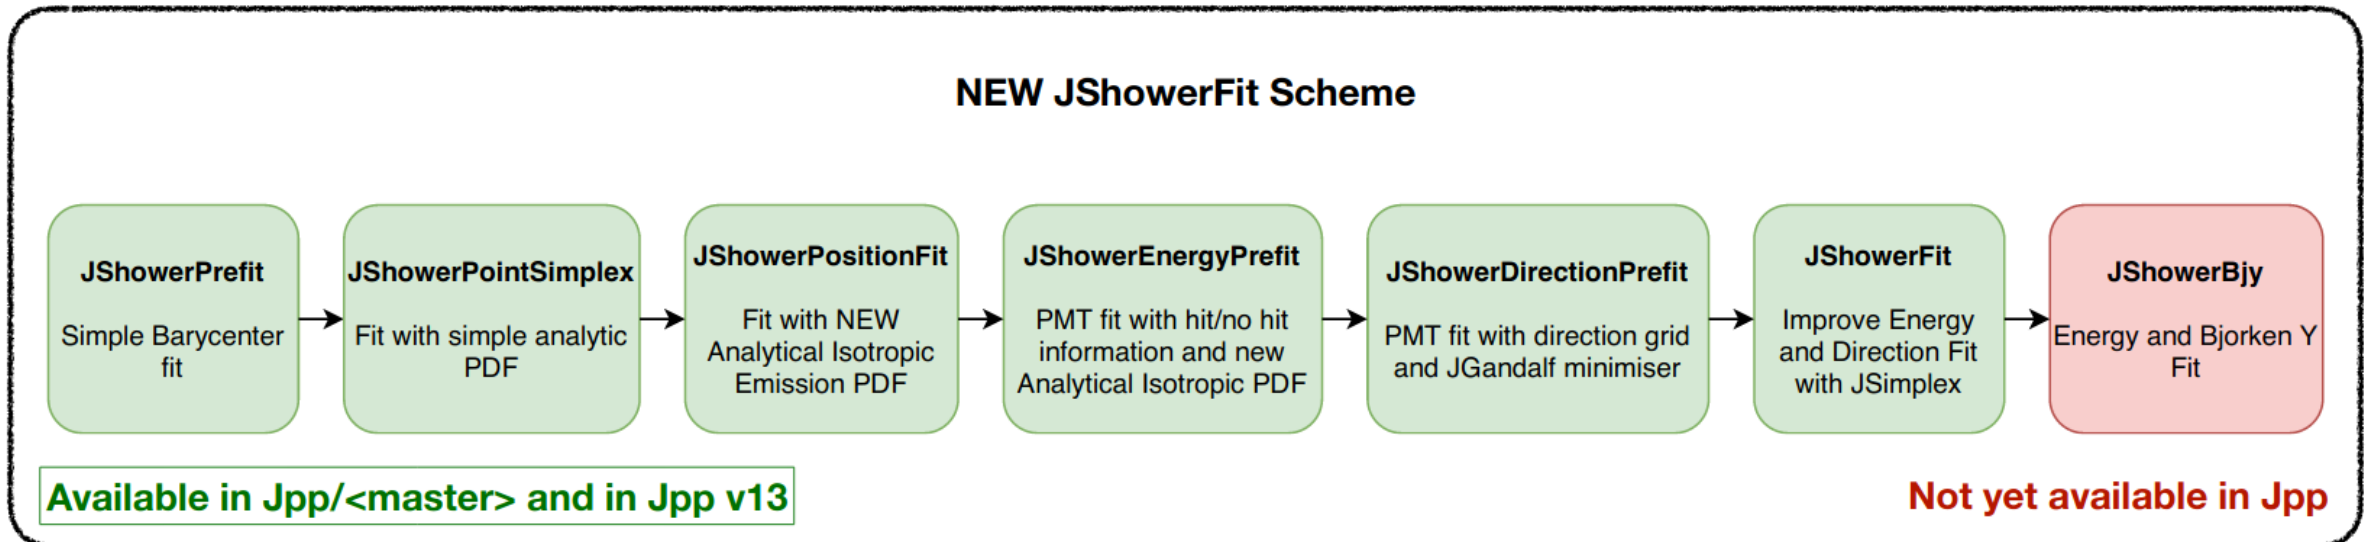 NEW JShowerFit Scheme
JShowerPrefit
Simple Barycenter
fit
JShowerPointSimplex
Fit with simple analytic
PDF
JShowerPositionFit
Fit with NEW
Analytical Isotropic
Emission PDF
JShowerEnergyPrefit
PMT fit with hit/no hit
information and new
Analytical Isotropic PDF
JShowerDirectionPrefit
PMT fit with direction grid
and JGandalf minimiser
JShowerFit
Improve Energy
and Direction Fit
with JSimplex
JShowerBjy
Energy and Bjorken Y
Fit
Available in Jpp/<master> and in Jpp v13
Not yet available in Jpp